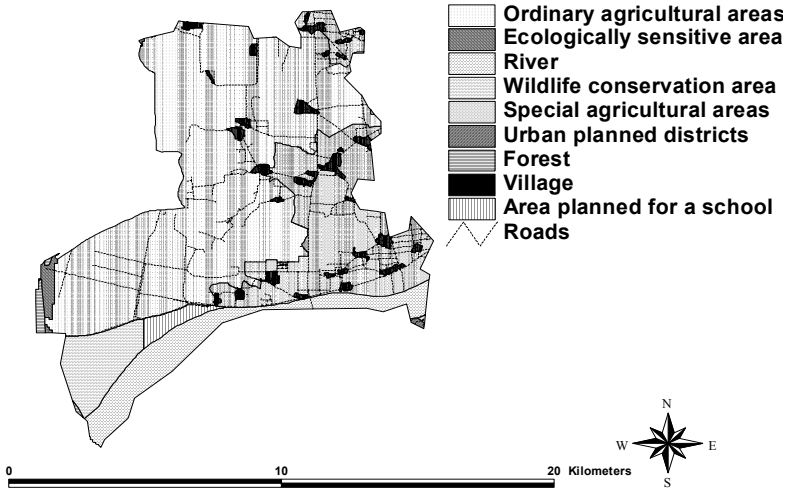 Ordinary agricultural areas
Ecologically sensitive area
River
Wildlife conservation area
Special agricultural areas
Urban planned districts
Forest
Village
Area planned for a school
Roads
N
W E
S
0 10 20 Kilometers